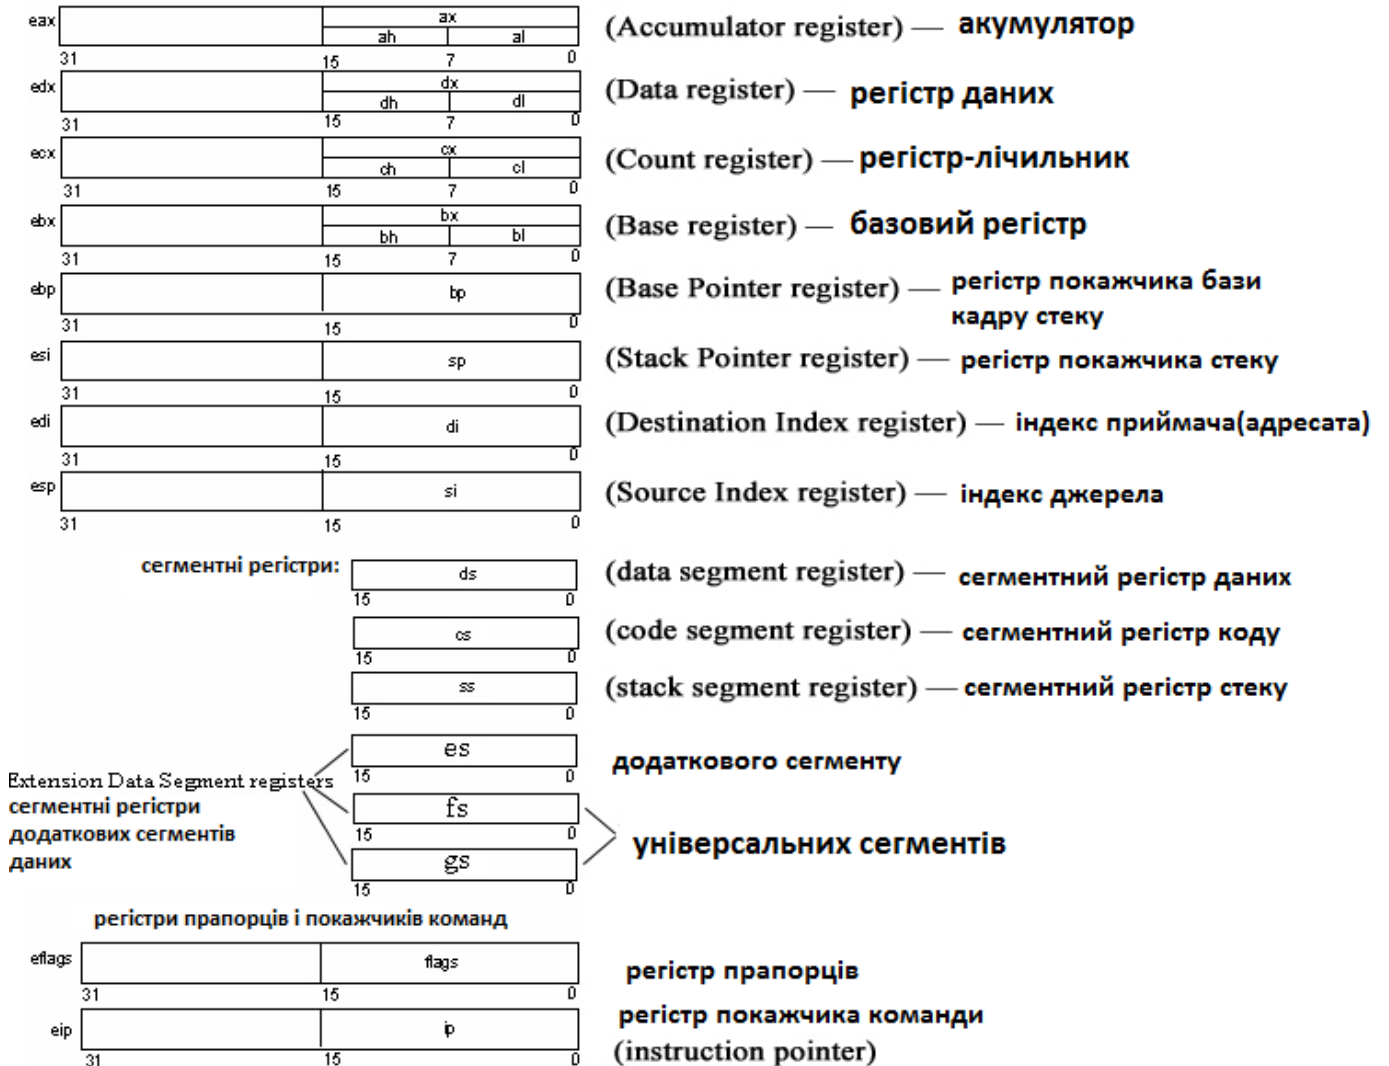 eax ax (Accumulator register) — акумулятор
ah al
31 15 7 0
edx dx (Data register) — регістр даних
dh dl
31 15 7 0
ecx cx (Count register) — регістр-лічильник
ch cl
31 15 7 0
ebx bx (Base register) — базовий регістр
bh bl
31 15 7 0
ebp bp (Base Pointer register) — регістр покажчика бази
кадру стеку
31 15 0
esi sp (Stack Pointer register) — регістр покажчика стеку
31 15 0
edi di (Destination Index register) — індекс приймача(адресата)
31 15 0
esp si (Source Index register) — індекс джерела
31 15 0
сегментні регістри: ds (data segment register) — сегментний регістр даних
15 0
cs (code segment register) — сегментний регістр коду
15 0
ss (stack segment register) — сегментний регістр стеку
15 0
es додаткового сегменту
15 0
Extension Data Segment registers
сегментні регістри
додаткових сегментів
даних
fs
15 0
універсальних сегментів
gs
15 0
регістри прапорців і покажчиків команд
eflags flags регістр прапорців
31 15 0
eip ip регістр покажчика команди
(instruction pointer)
31 15 0